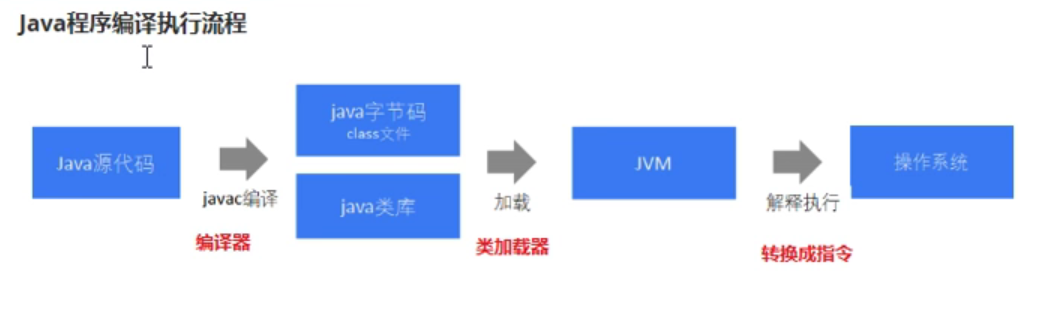 Java程序编译执行流程
Java源代码
javac编译
编译器
java字节码
class文件
java类库
加载
类加载器
JVM
解释执行
转换成指令
操作系统